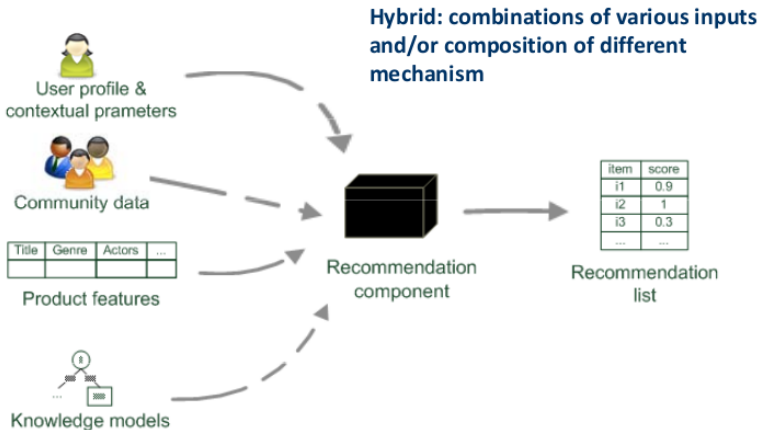 Hybrid: combinations of various inputs
and/or composition of different
mechanism
User profile &
contextual prameters
Community data
Title Genre Actors ...
Product features
...
Knowledge models
Recommendation
component
item score
i1 0.9
i2 1
i3 0.3
... ...
Recommendation
list